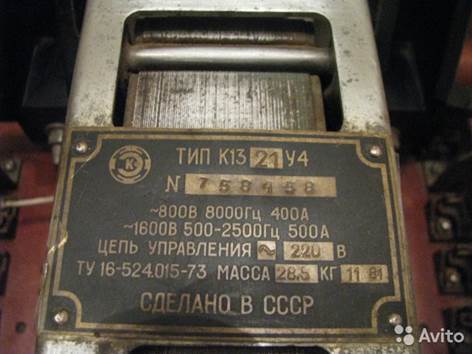 К
ТИП К13 21 У4
N 758458
~800В 8000ГЦ 400А
~1600В 500-2500ГЦ 500А
ЦЕПЬ УПРАВЛЕНИЯ ~ 220 В
ТУ 16-524.015-73 МАССА 28,5 КГ 11 81
СДЕЛАНО В СССР
Avito